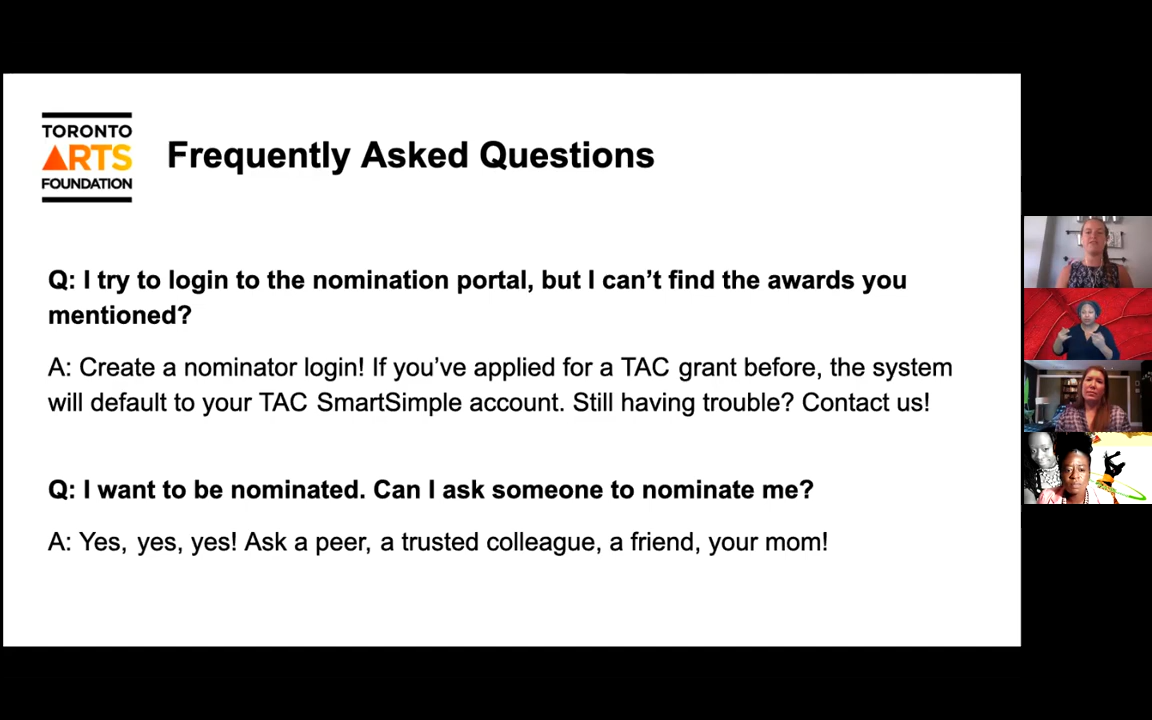 TORONTO
ARTS
FOUNDATION
Frequently Asked Questions
Q: I try to login to the nomination portal, but I can’t find the awards you
mentioned?
A: Create a nominator login! If you’ve applied for a TAC grant before, the system
will default to your TAC SmartSimple account. Still having trouble? Contact us!
Q: I want to be nominated. Can I ask someone to nominate me?
A: Yes, yes, yes! Ask a peer, a trusted colleague, a friend, your mom!